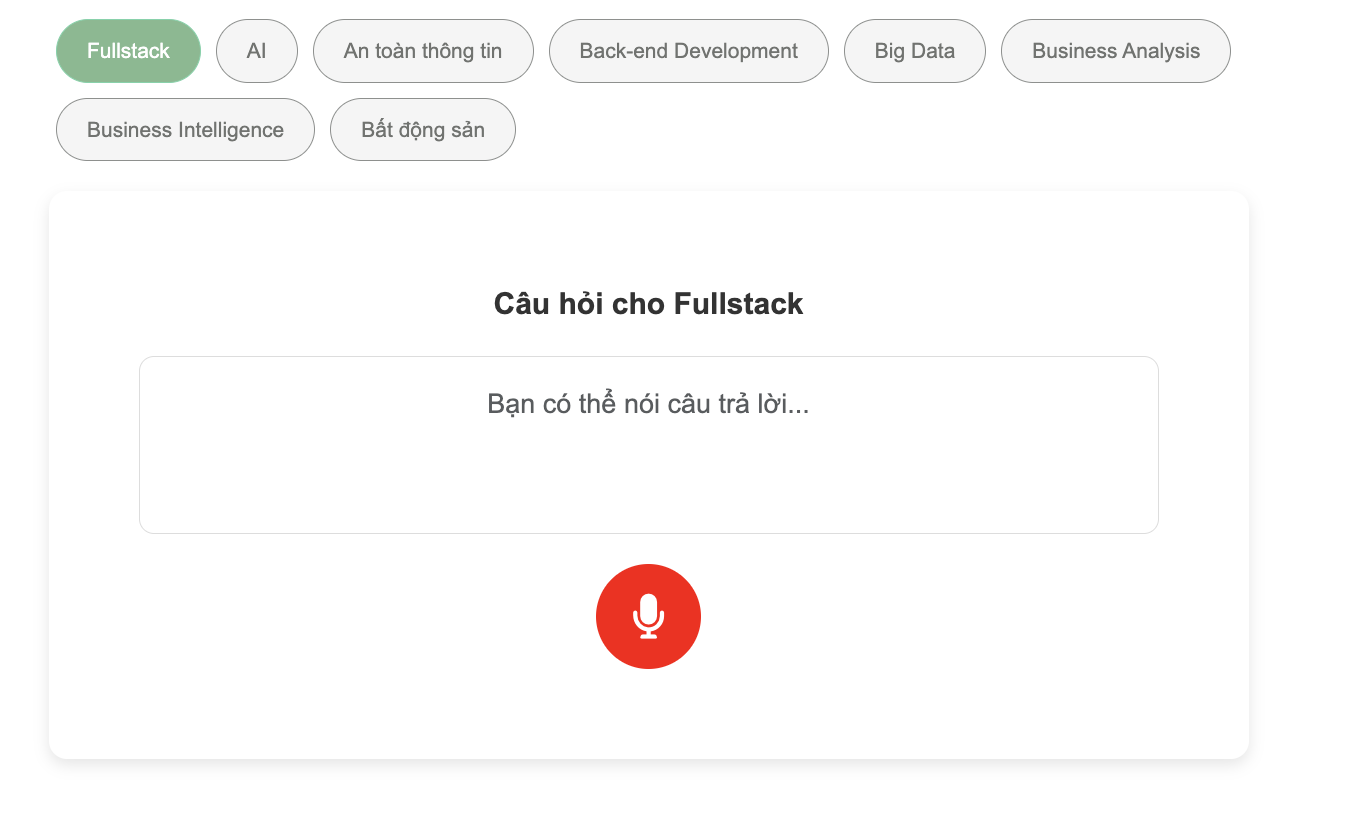 Fullstack AI An toàn thông tin Back-end Development Big Data Business Analysis
Business Intelligence Bất động sản
Câu hỏi cho Fullstack
Bạn có thể nói câu trả lời...